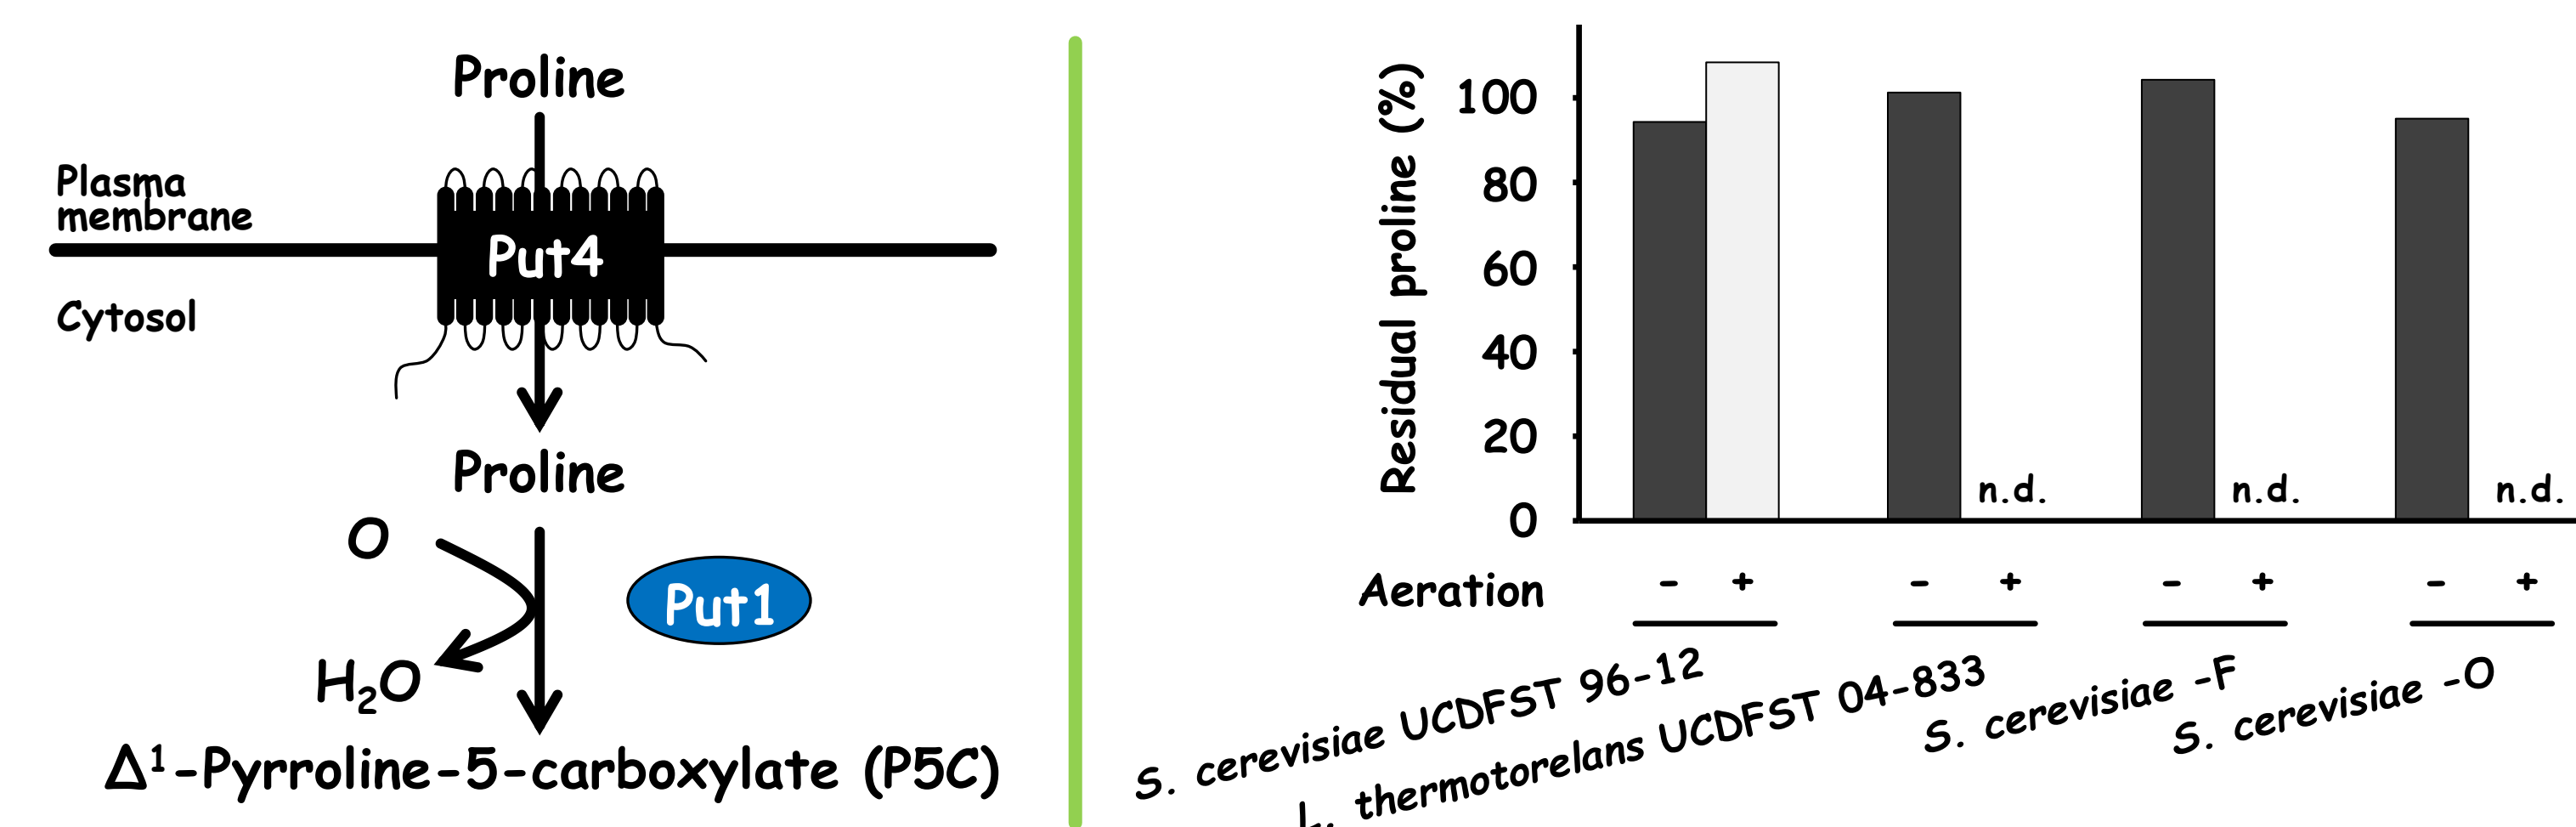 Proline
Plasma
membrane
Put4
Cytosol
Proline
O
Put1
H₂O
Δ¹-Pyrroline-5-carboxylate (P5C)
Residual proline (%)
100
80
60
40
20
0
n.d.
n.d.
n.d.
Aeration - + - + - + - +
S. cerevisiae UCDFST 96-12
L. thermotorelans UCDFST 04-833
S. cerevisiae -F
S. cerevisiae -O